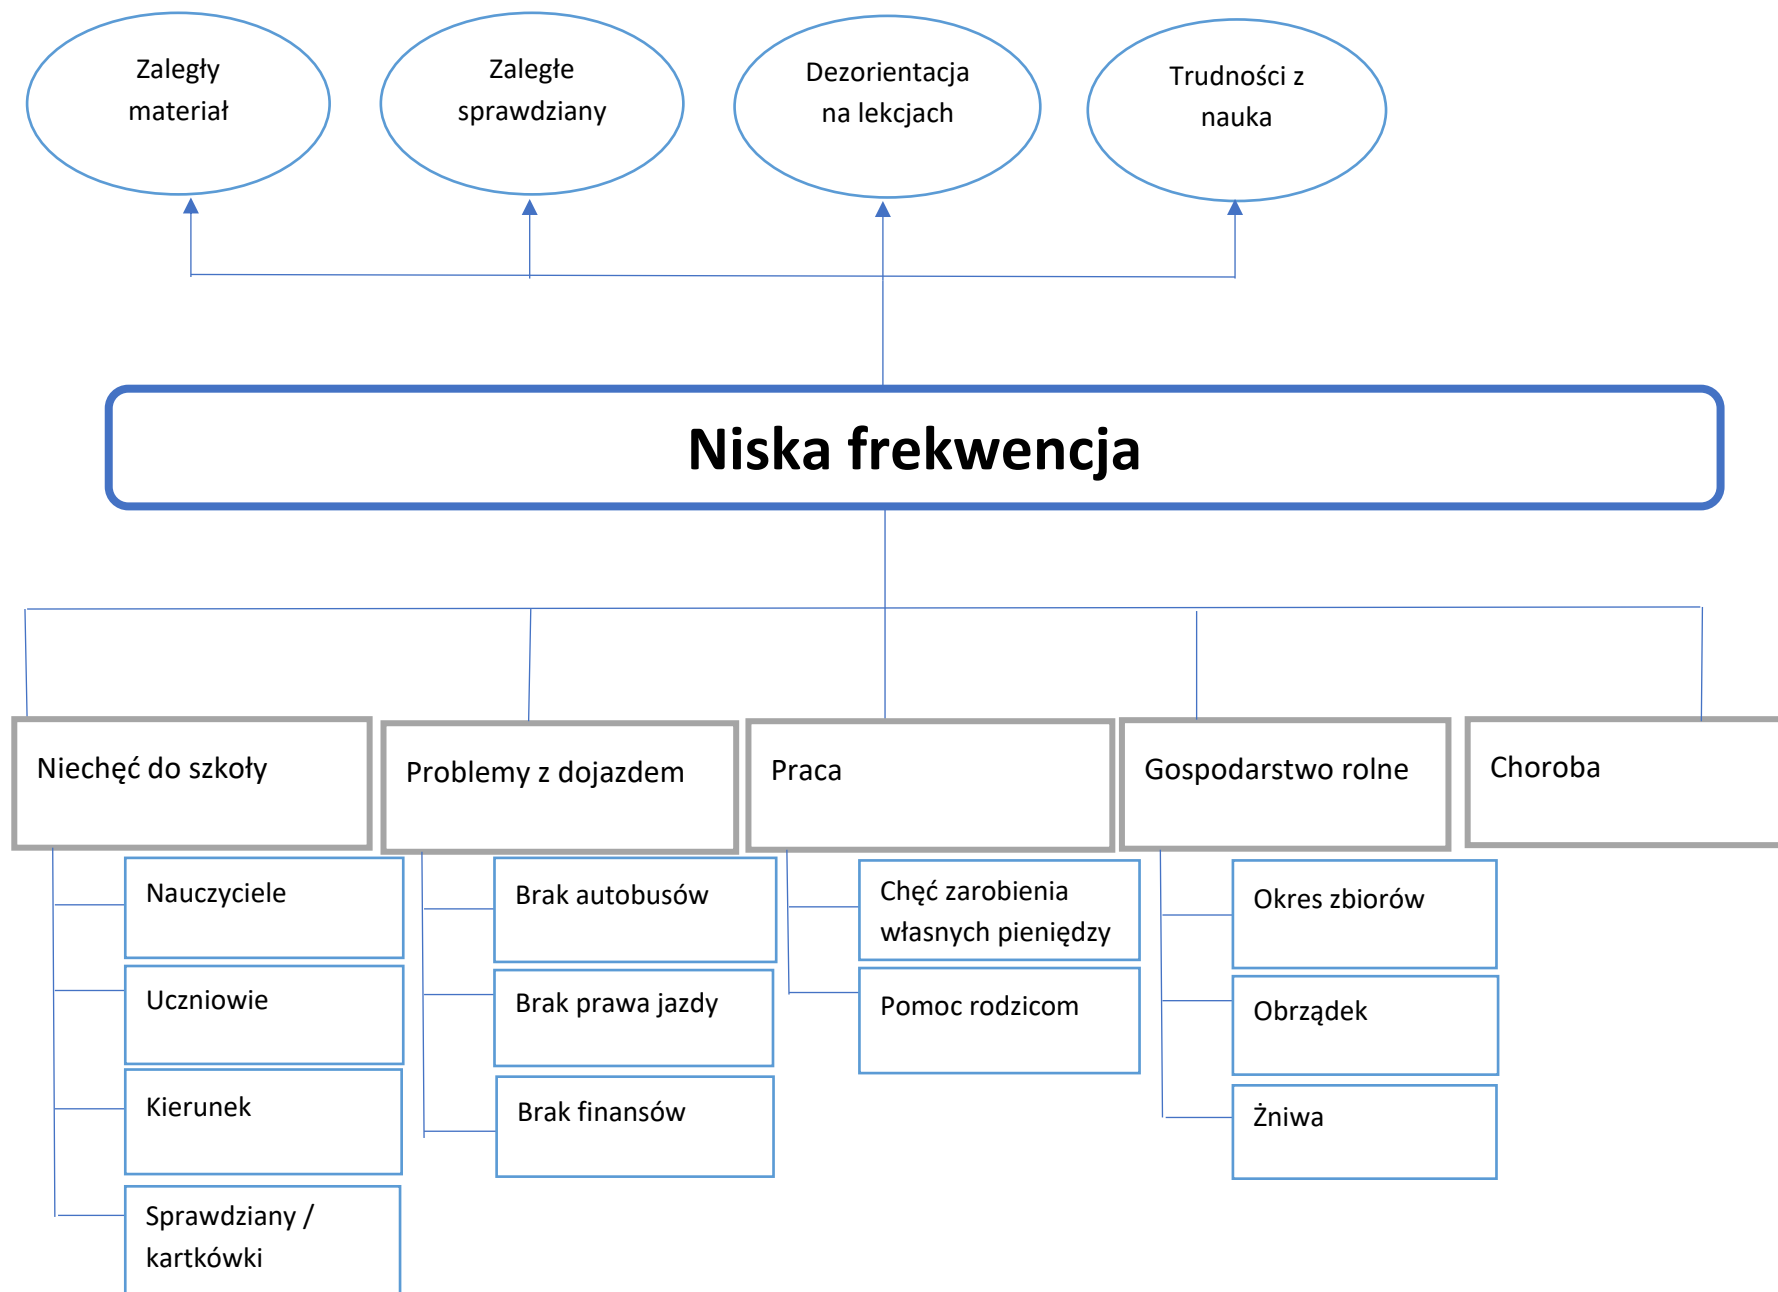 Zaległy
materiał
Zaległe
sprawdziany
Dezorientacja
na lekcjach
Trudności z
nauka
Niska frekwencja
Niechęć do szkoły
Problemy z dojazdem
Praca
Gospodarstwo rolne
Choroba
Nauczyciele
Uczniowie
Kierunek
Sprawdziany /
kartkówki
Brak autobusów
Brak prawa jazdy
Brak finansów
Chęć zarobienia
własnych pieniędzy
Pomoc rodzicom
Okres zbiorów
Obrządek
Żniwa